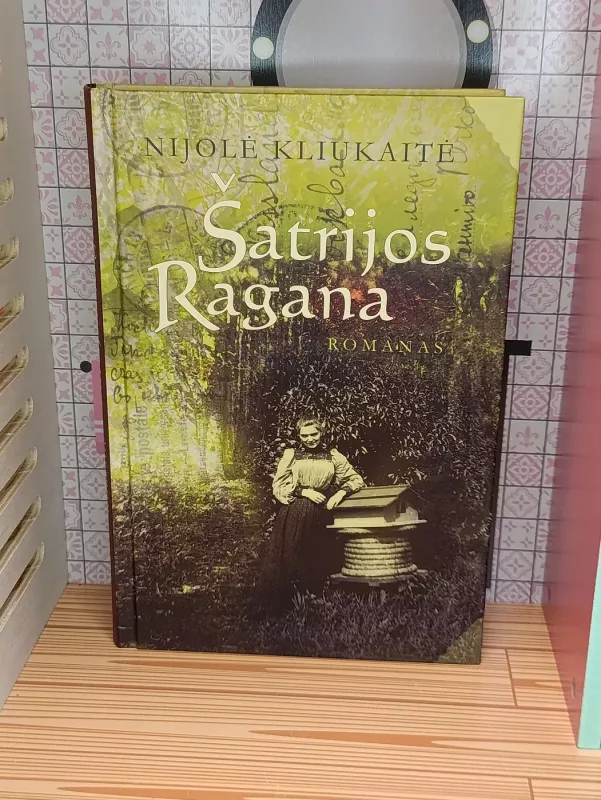 NIJOLĖ KLIUKAITĖ
Šatrijos
Ragana
ROMANAS